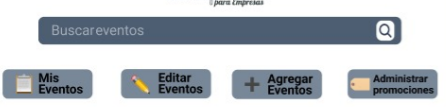 para Empresas
Buscareventos
Mis
Eventos
Editar
Eventos
Agregar
Eventos
Administrar
promociones